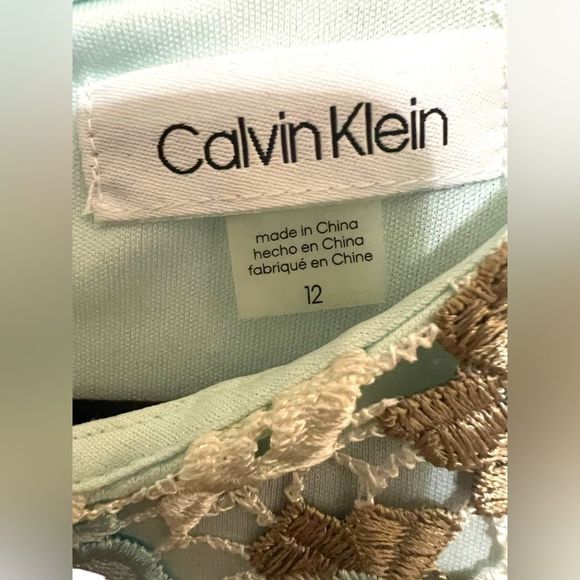 Calvin Klein
made in China
hecho en China
fabriqué en Chine
12